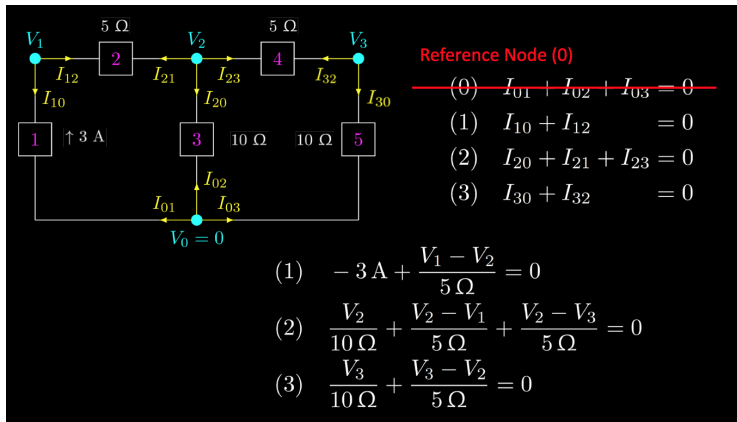 5 Ω 5 Ω
V₁ V₂ V₃
2 4
I₁₂ I₂₁ I₂₃ I₃₂
I₁₀ I₂₀ I₃₀
1 ↑ 3 A 3 10 Ω 10 Ω 5
I₀₂
I₀₁ I₀₃
V₀ = 0
Reference Node (0)
(0) I₀₁ + I₀₂ + I₀₃ = 0
(1) I₁₀ + I₁₂ = 0
(2) I₂₀ + I₂₁ + I₂₃ = 0
(3) I₃₀ + I₃₂ = 0
(1) − 3 A + (V₁ − V₂)/(5 Ω) = 0
(2) V₂/(10 Ω) + (V₂ − V₁)/(5 Ω) + (V₂ − V₃)/(5 Ω) = 0
(3) V₃/(10 Ω) + (V₃ − V₂)/(5 Ω) = 0